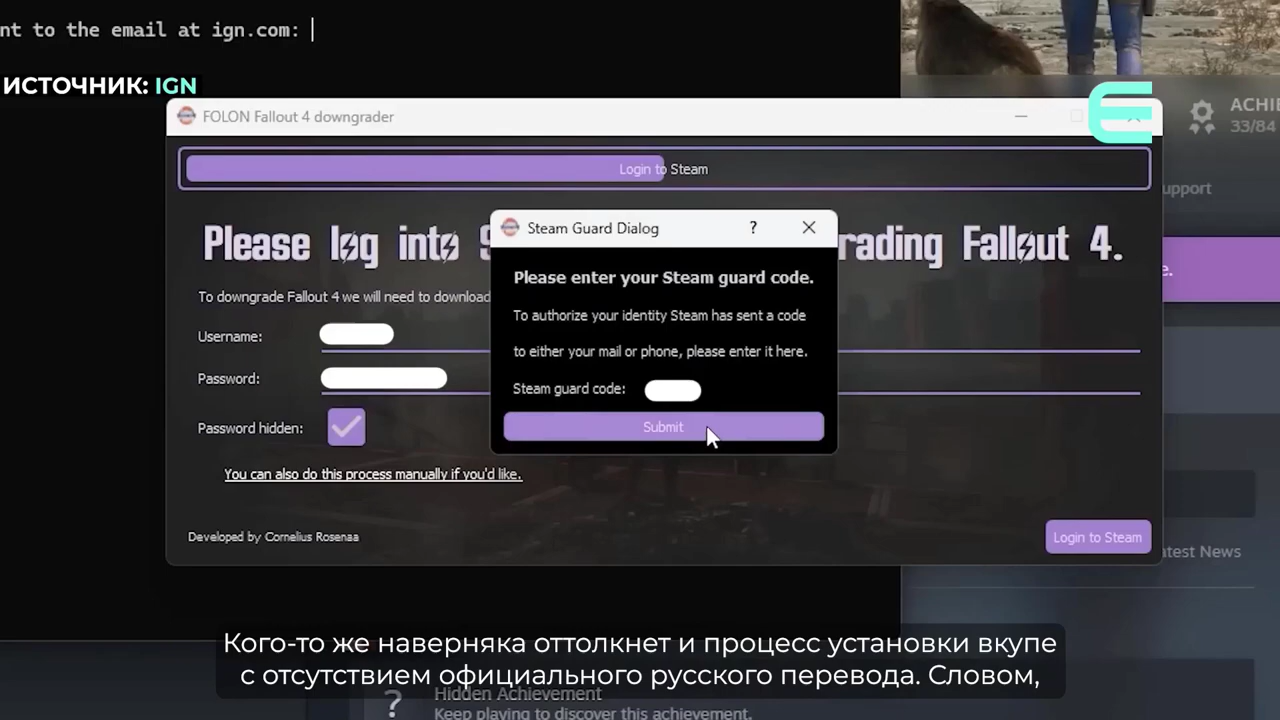 nt to the email at ign.com:
ИСТОЧНИК: IGN
FOLON Fallout 4 downgrader
ACHIE
33/84
Login to Steam
upport
Steam Guard Dialog
?
Please log into S
rading Fallout 4.
Please enter your Steam guard code.
e.
To downgrade Fallout 4 we will need to download
To authorize your identity Steam has sent a code
Username:
to either your mail or phone, please enter it here.
Password:
Steam guard code:
Password hidden:
Submit
You can also do this process manually if you'd like.
Developed by Cornelius Rosenaa
Login to Steam
atest News
Кого-то же наверняка оттолкнет и процесс установки вкупе
с отсутствием официального русского перевода. Словом,
?
Hidden Achievement
Keep playing to discover this achievement.